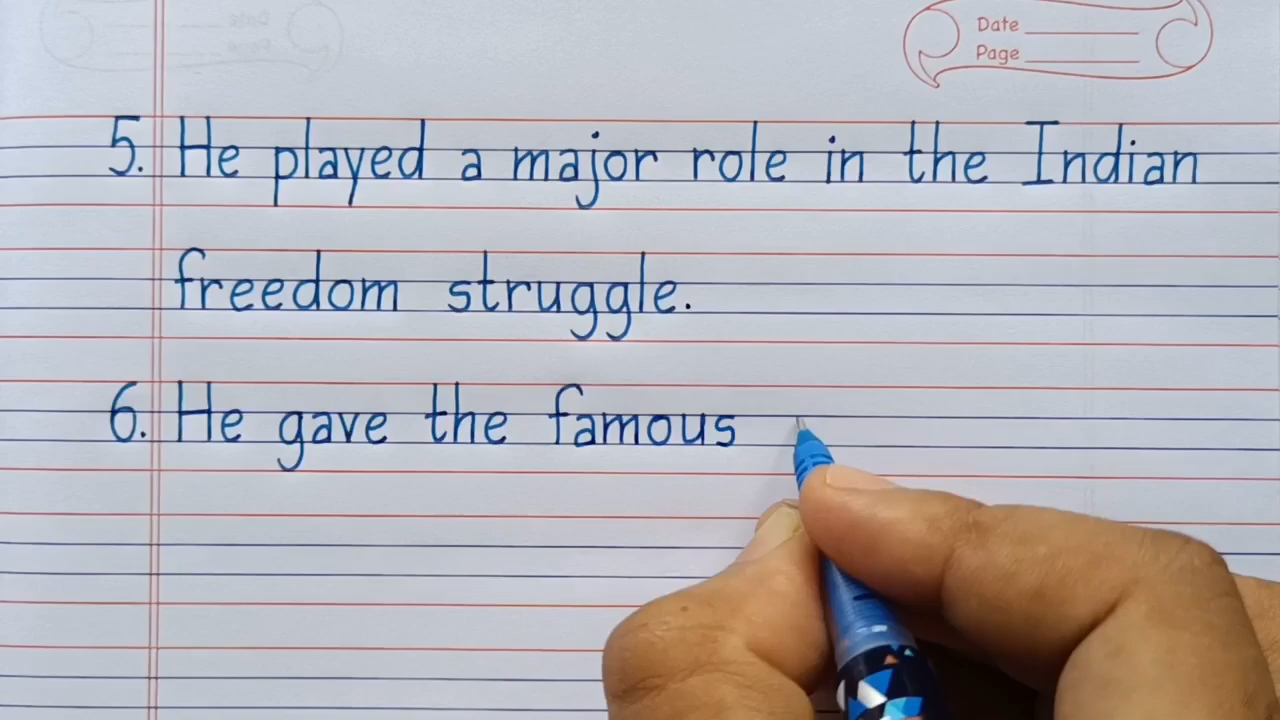 Date
Page
5. He played a major role in the Indian
freedom struggle.
6. He gave the famous